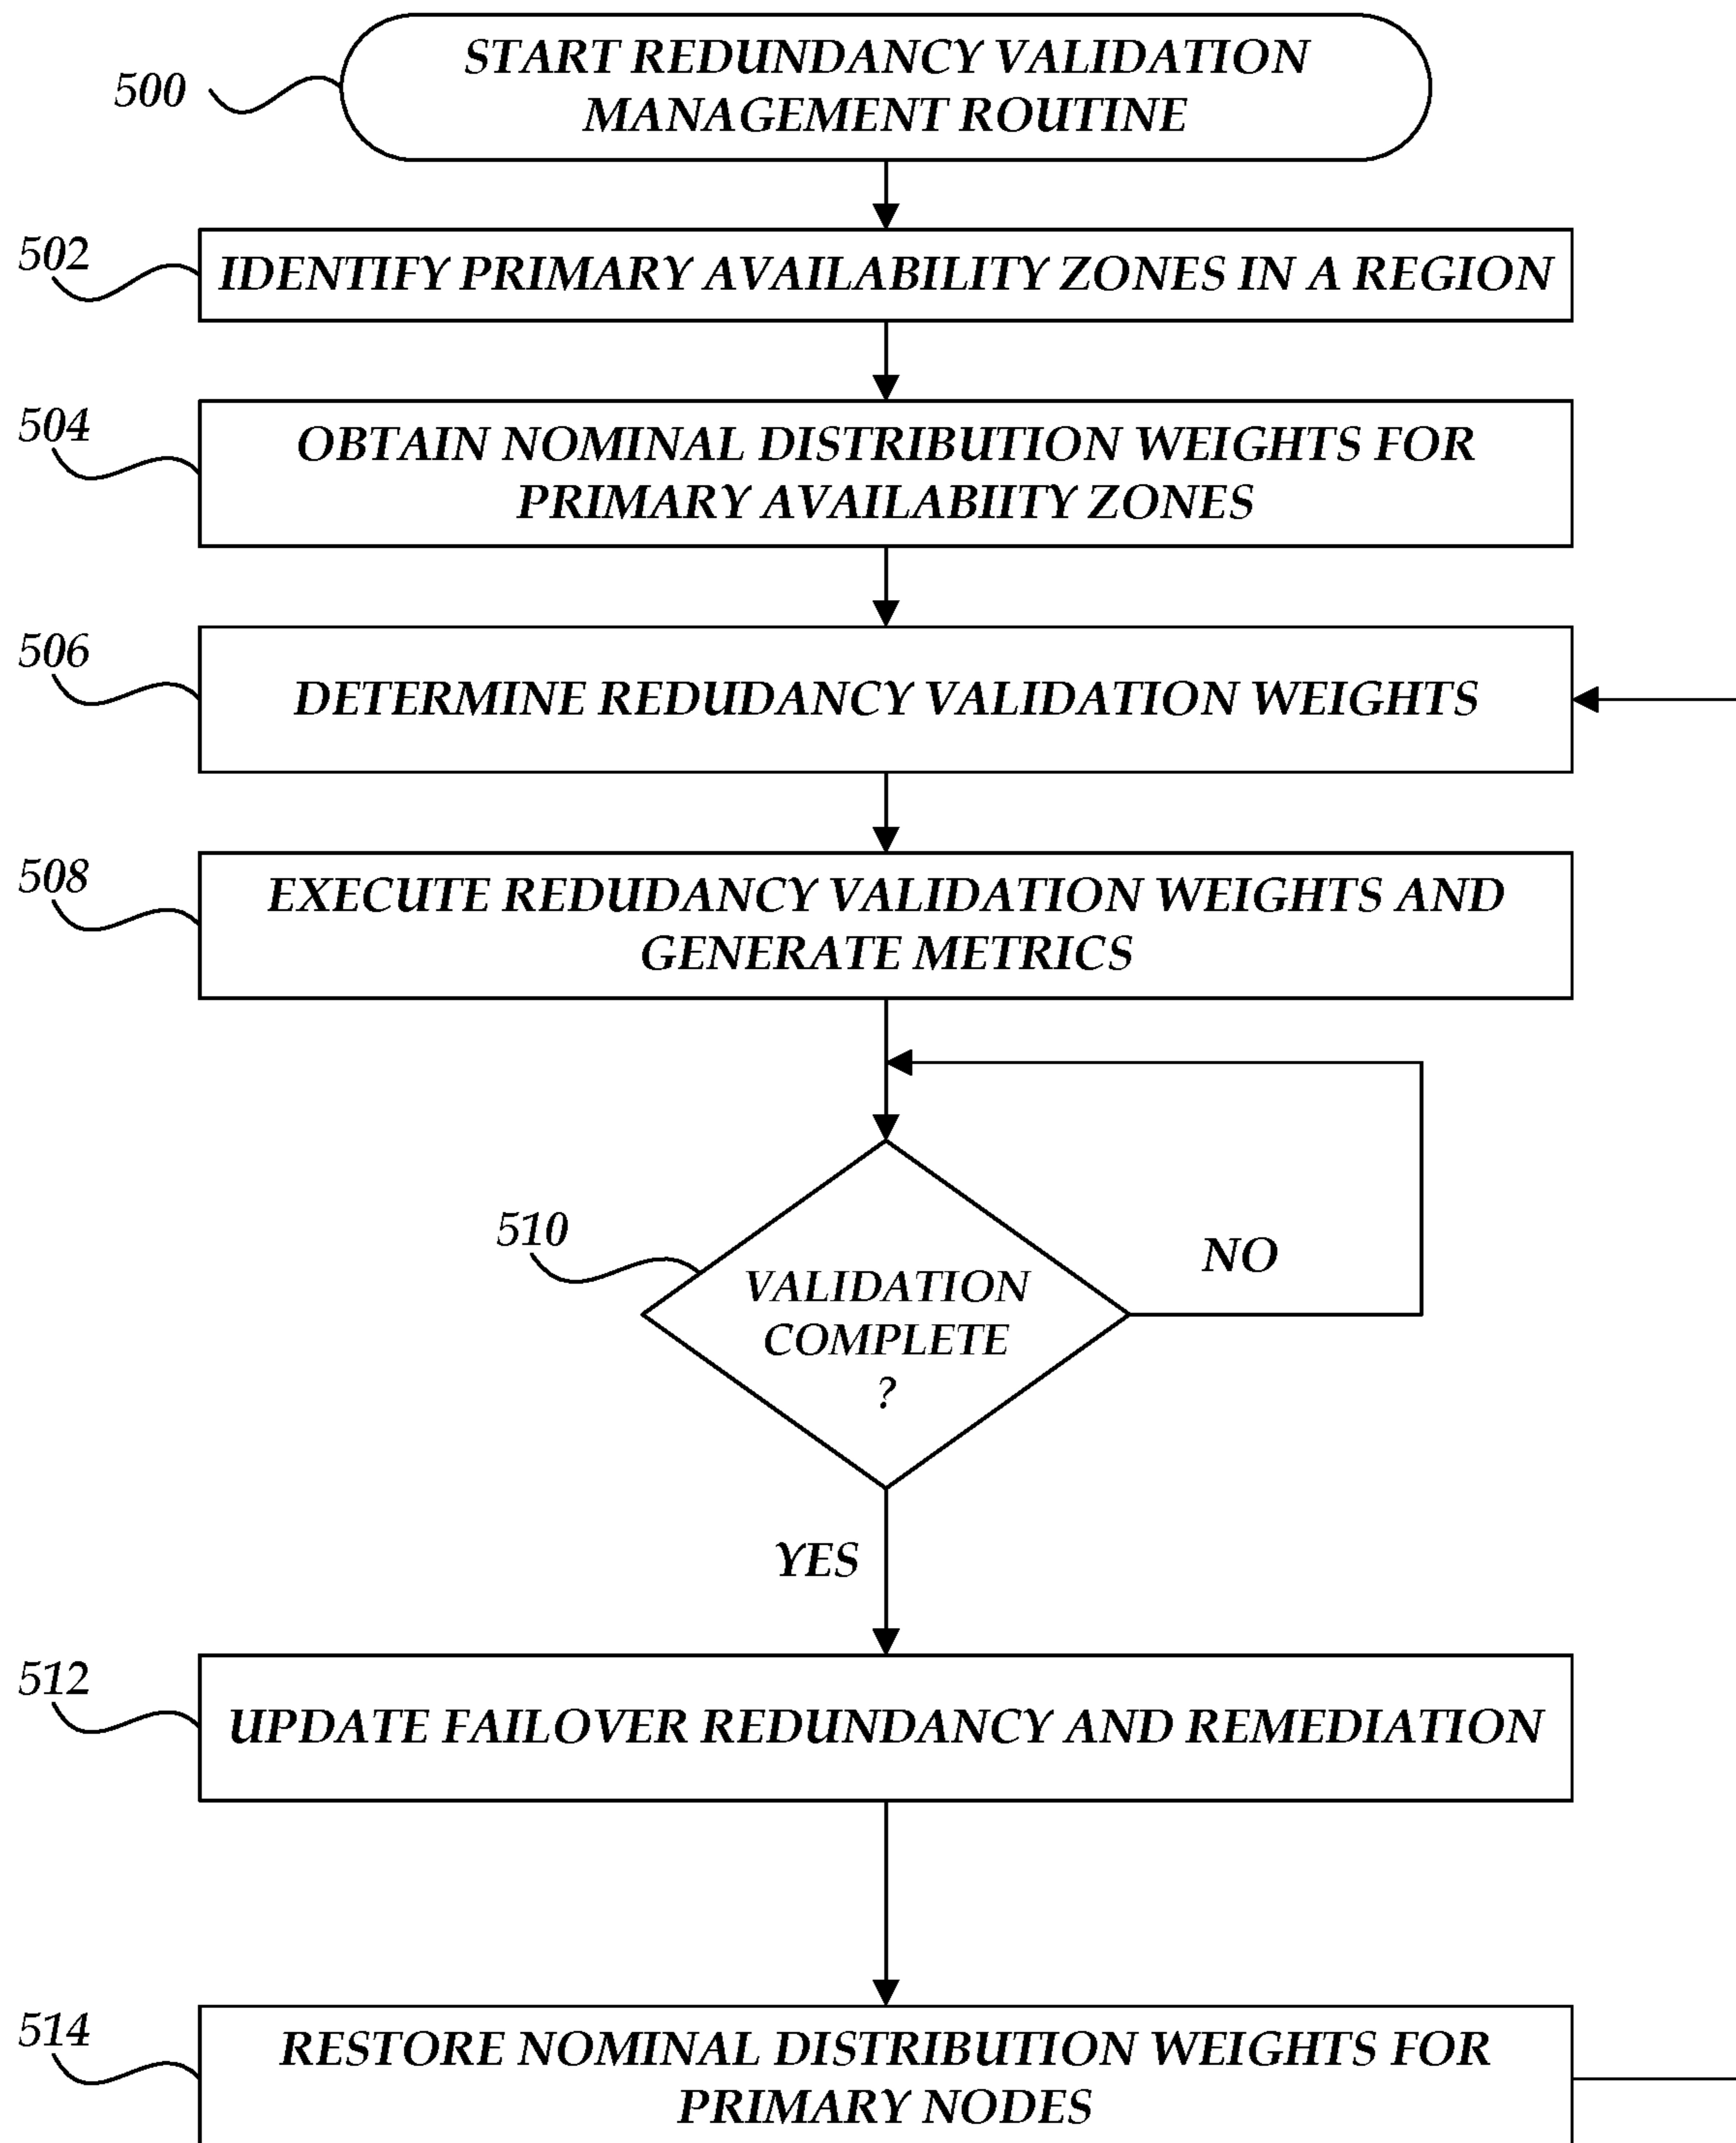 500
START REDUNDANCY VALIDATION
MANAGEMENT ROUTINE
502
IDENTIFY PRIMARY AVAILABILITY ZONES IN A REGION
504
OBTAIN NOMINAL DISTRIBUTION WEIGHTS FOR
PRIMARY AVAILABIITY ZONES
506
DETERMINE REDUDANCY VALIDATION WEIGHTS
508
EXECUTE REDUDANCY VALIDATION WEIGHTS AND
GENERATE METRICS
510
VALIDATION
COMPLETE
?
NO
YES
512
UPDATE FAILOVER REDUNDANCY AND REMEDIATION
514
RESTORE NOMINAL DISTRIBUTION WEIGHTS FOR
PRIMARY NODES